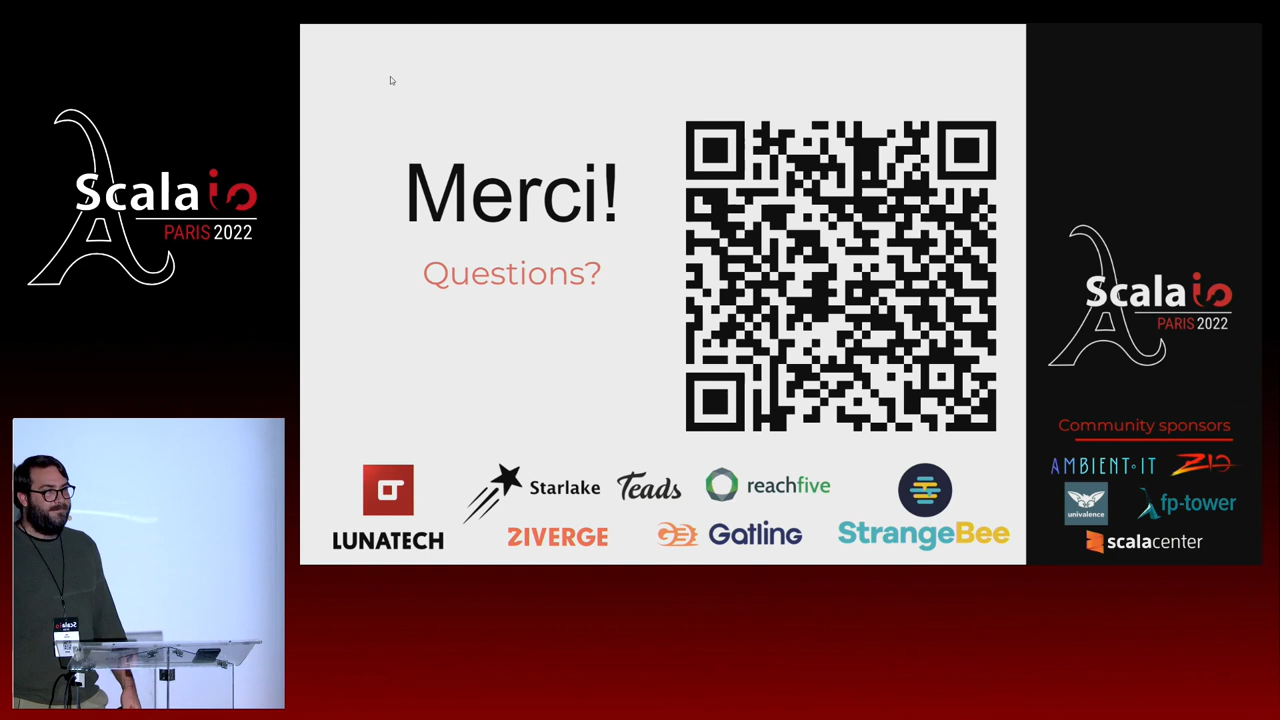 Scala io
PARIS 2022
Merci!
Questions?
LUNATECH
Starlake
Teads
reachfive
ZIVERGE
Gatling
StrangeBee
Scala io
PARIS 2022
Community sponsors
AMBIENT·IT
ZIO
univalence
fp-tower
scalacenter
Scala